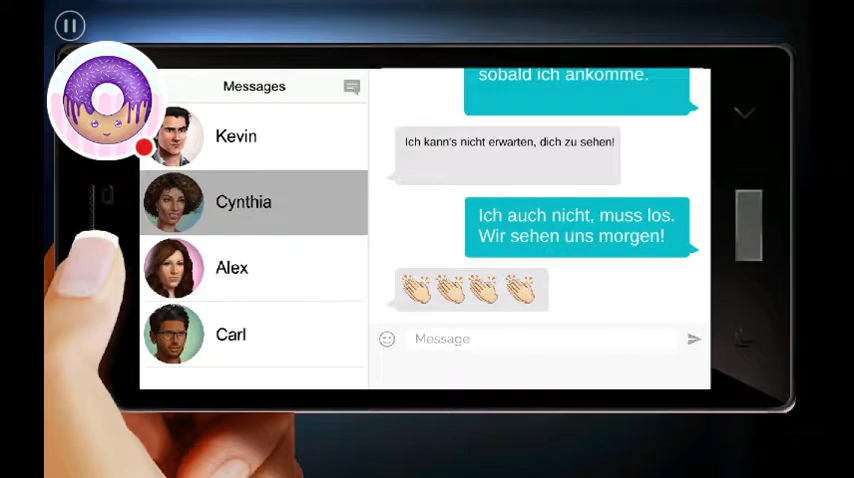 Messages
Kevin
Cynthia
Alex
Carl
sobald ich ankomme.
Ich kann's nicht erwarten, dich zu sehen!
Ich auch nicht, muss los.
Wir sehen uns morgen!
Message